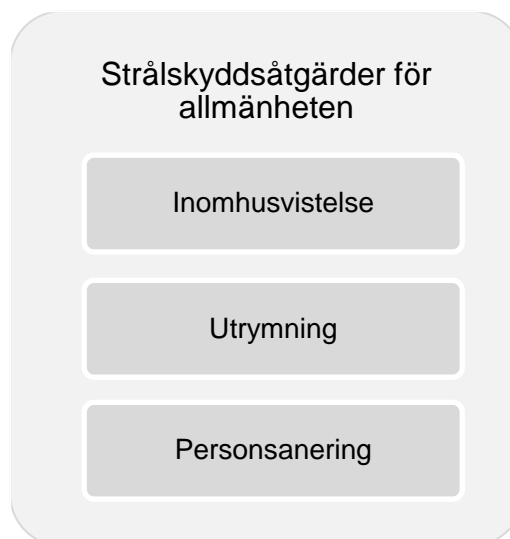 Strålskyddsåtgärder för
allmänheten
Inomhusvistelse
Utrymning
Personsanering